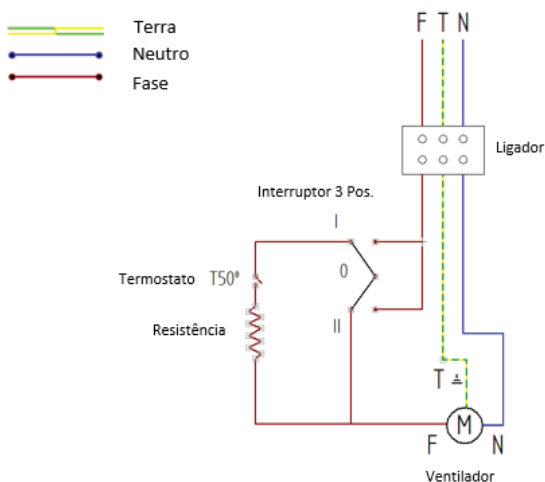 Terra
Neutro
Fase
F T N
Ligador
Interruptor 3 Pos.
I
0
II
Termostato T50°
Resistência
T
M
F
N
Ventilador